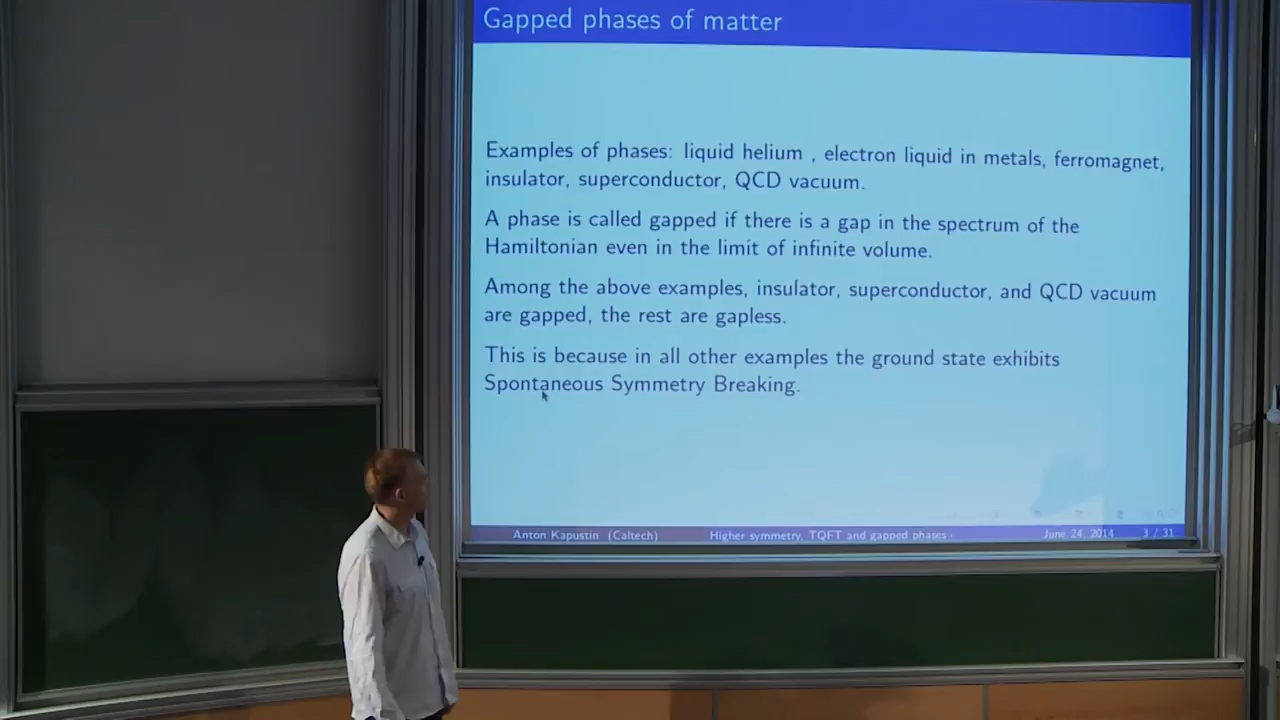 Gapped phases of matter
Examples of phases: liquid helium , electron liquid in metals, ferromagnet,
insulator, superconductor, QCD vacuum.
A phase is called gapped if there is a gap in the spectrum of the
Hamiltonian even in the limit of infinite volume.
Among the above examples, insulator, superconductor, and QCD vacuum
are gapped, the rest are gapless.
This is because in all other examples the ground state exhibits
Spontaneous Symmetry Breaking.
Anton Kapustin (Caltech) Higher symmetry, TQFT and gapped phases June 24, 2014 3 / 31